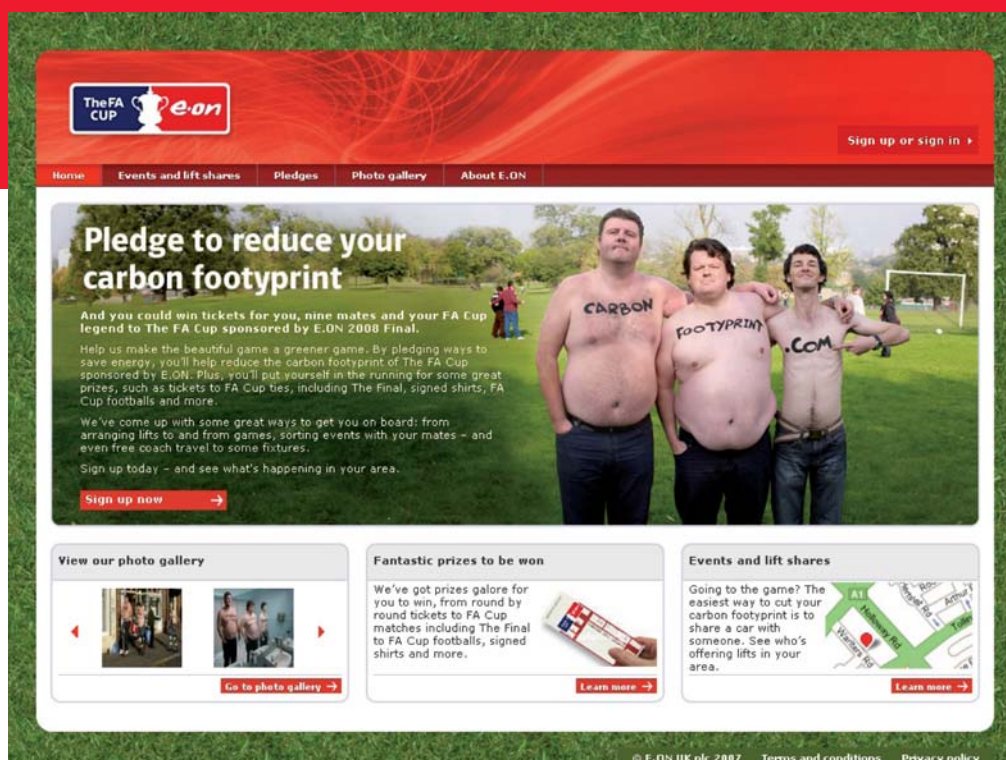 TheFA
CUP
e·on
Sign up or sign in
Home
Events and lift shares
Pledges
Photo gallery
About E.ON
Pledge to reduce your
carbon footyprint
And you could win tickets for you, nine mates and your FA Cup
legend to The FA Cup sponsored by E.ON 2008 Final.
Help us make the beautiful game a greener game. By pledging ways to
save energy, you'll help reduce the carbon footyprint of The FA Cup
sponsored by E.ON. Plus, you'll put yourself in the running for some great
prizes, such as tickets to FA Cup ties, including The Final, signed shirts, FA
Cup footballs and more.
We've come up with some great ways to get you on board: from
arranging lifts to and from games, sorting events with your mates – and
even free coach travel to some fixtures.
Sign up today – and see what's happening in your area.
Sign up now
CARBON
FOOTYPRINT
.COM
View our photo gallery
Go to photo gallery
Fantastic prizes to be won
We've got prizes galore for
you to win, from round by
round tickets to FA Cup
matches including The Final
to FA Cup footballs, signed
shirts and more.
Learn more
Events and lift shares
Going to the game? The
easiest way to cut your
carbon footyprint is to
share a car with
someone. See who's
offering lifts in your
area.
A1
Holloway Rd
Learn more
© E.ON UK plc 2007
Terms and conditions
Privacy policy